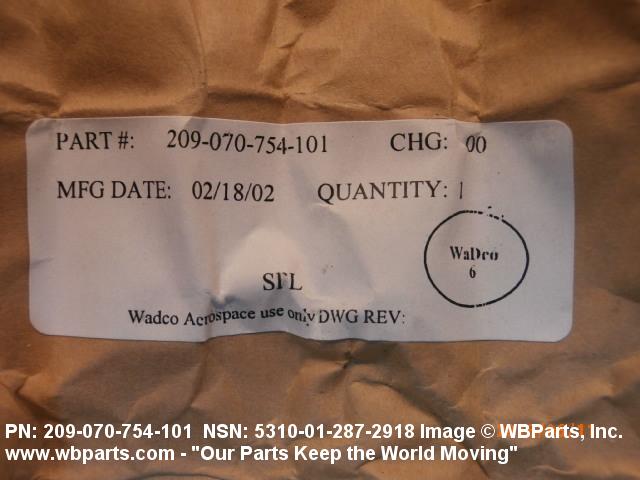 PART #: 209-070-754-101 CHG: 00
MFG DATE: 02/18/02 QUANTITY: 1
WaDco
6
Wadco Aerospace use only DWG REV:
PN: 209-070-754-101 NSN: 5310-01-287-2918 Image © WBParts, Inc.
www.wbparts.com - "Our Parts Keep the World Moving"